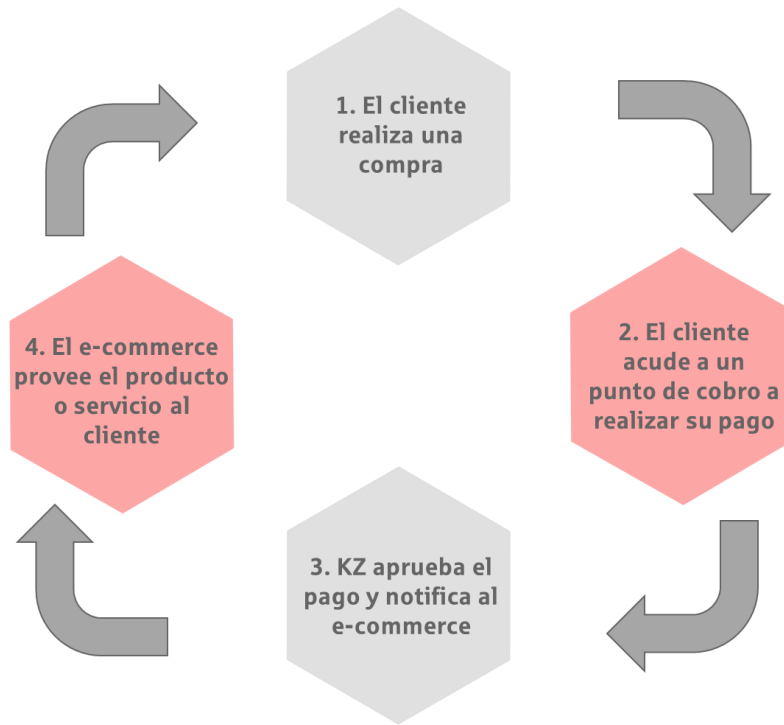 1. El cliente
realiza una
compra
2. El cliente
acude a un
punto de cobro a
realizar su pago
3. KZ aprueba el
pago y notifica al
e-commerce
4. El e-commerce
provee el producto
o servicio al
cliente